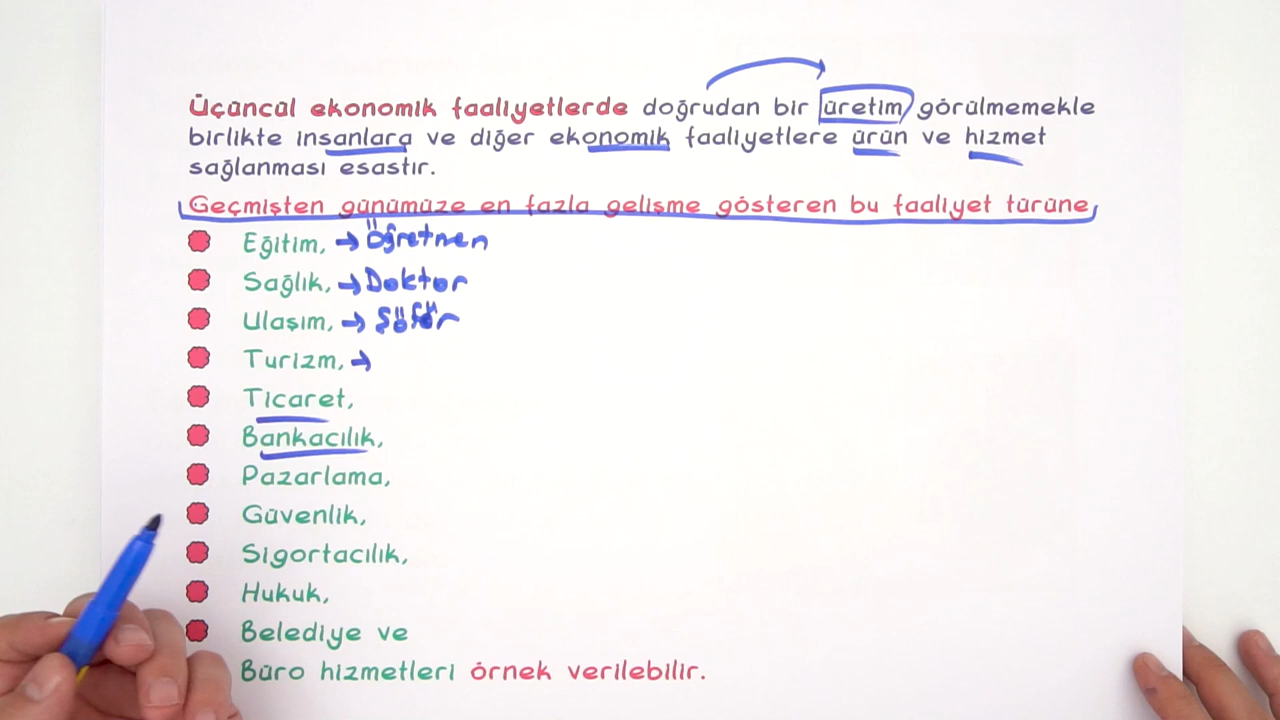 Üçüncül ekonomik faaliyetlerde doğrudan bir üretim görülmemekle
birlikte insanlara ve diğer ekonomik faaliyetlere ürün ve hizmet
sağlanması esastır.
Geçmişten günümüze en fazla gelişme gösteren bu faaliyet türüne,
Eğitim, → Öğretmen
Sağlık, → Doktor
Ulaşım, → Şöför
Turizm, →
Ticaret,
Bankacılık,
Pazarlama,
Güvenlik,
Sigortacılık,
Hukuk,
Belediye ve
Büro hizmetleri örnek verilebilir.